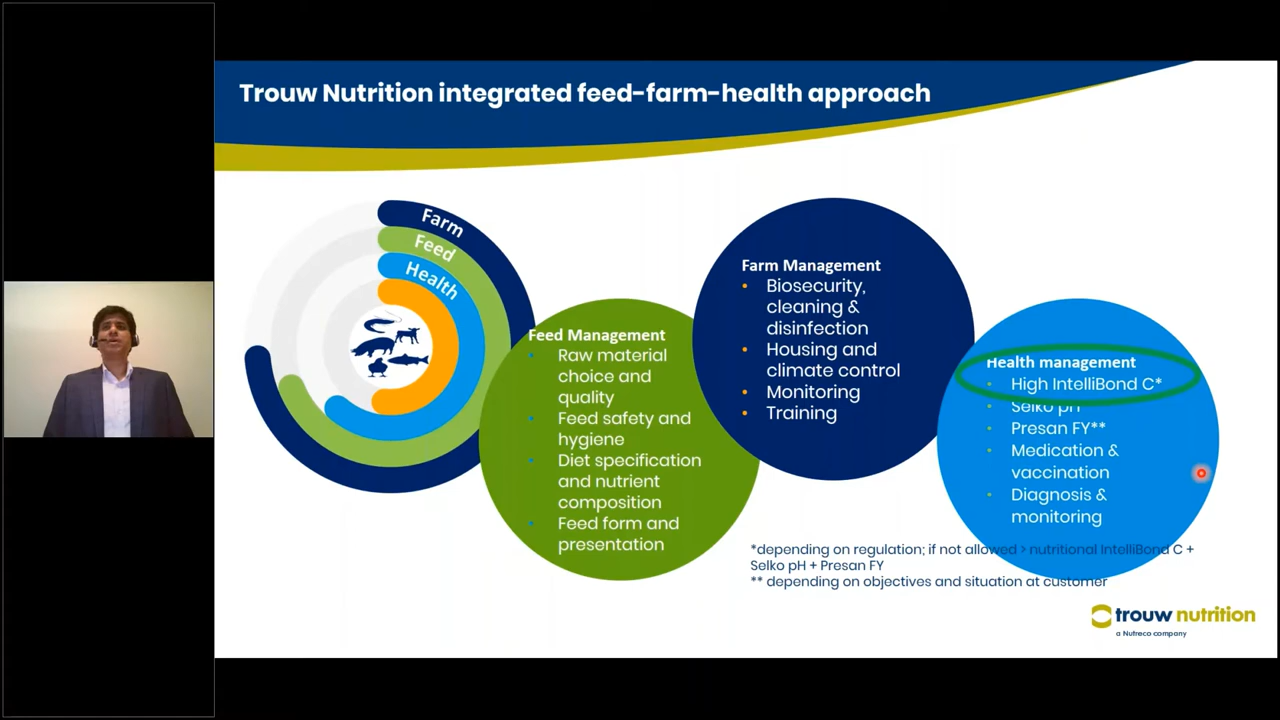 Trouw Nutrition integrated feed-farm-health approach
Farm
Feed
Health
Feed Management
Raw material
choice and
quality
Feed safety and
hygiene
Diet specification
and nutrient
composition
Feed form and
presentation
Farm Management
Biosecurity,
cleaning &
disinfection
Housing and
climate control
Monitoring
Training
Health management
High IntelliBond C*
Selko pH
Presan FY**
Medication &
vaccination
Diagnosis &
monitoring
*depending on regulation; if not allowed > nutritional IntelliBond C +
Selko pH + Presan FY
** depending on objectives and situation at customer
trouw nutrition
a Nutreco company